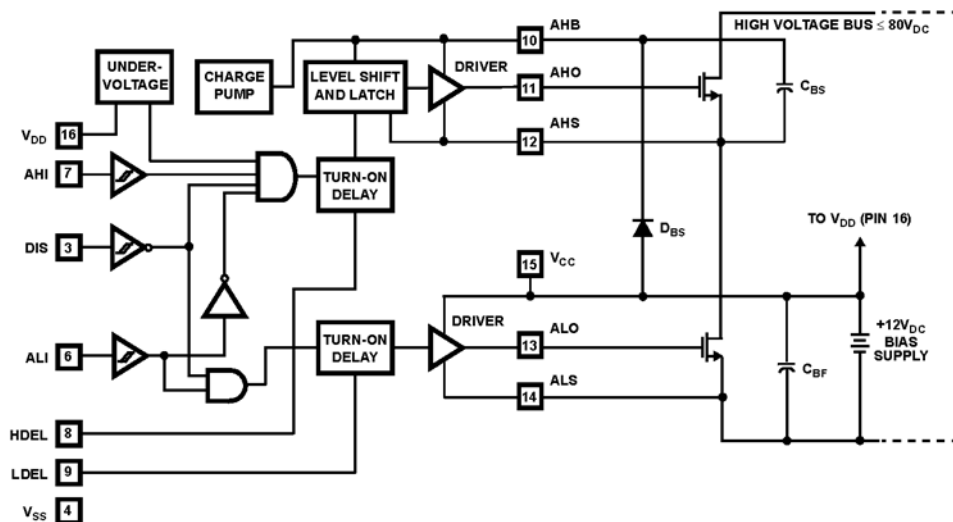 AHB
HIGH VOLTAGE BUS ≤ 80VDC
10
UNDER-
VOLTAGE
CHARGE
PUMP
LEVEL SHIFT
AND LATCH
DRIVER
AHO
11
CBS
AHS
12
VDD 16
AHI 7
TURN-ON
DELAY
DIS 3
DBS
TO VDD (PIN 16)
15 VCC
DRIVER
TURN-ON
DELAY
ALO
13
+12VDC
BIAS
SUPPLY
ALI 6
CBF
ALS
14
HDEL 8
LDEL 9
VSS 4